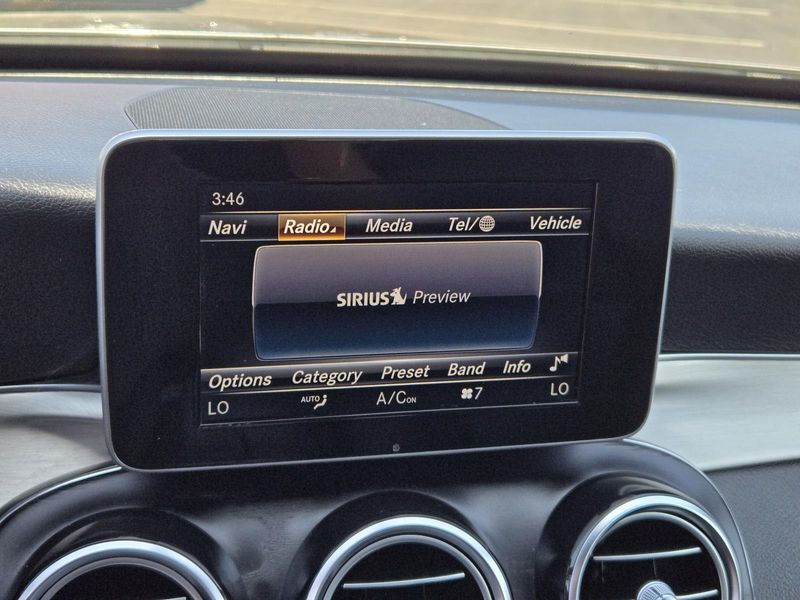 3:46
Navi Radio Media Tel/ Vehicle
SIRIUS Preview
Options Category Preset Band Info
LO AUTO A/C ON 7 LO